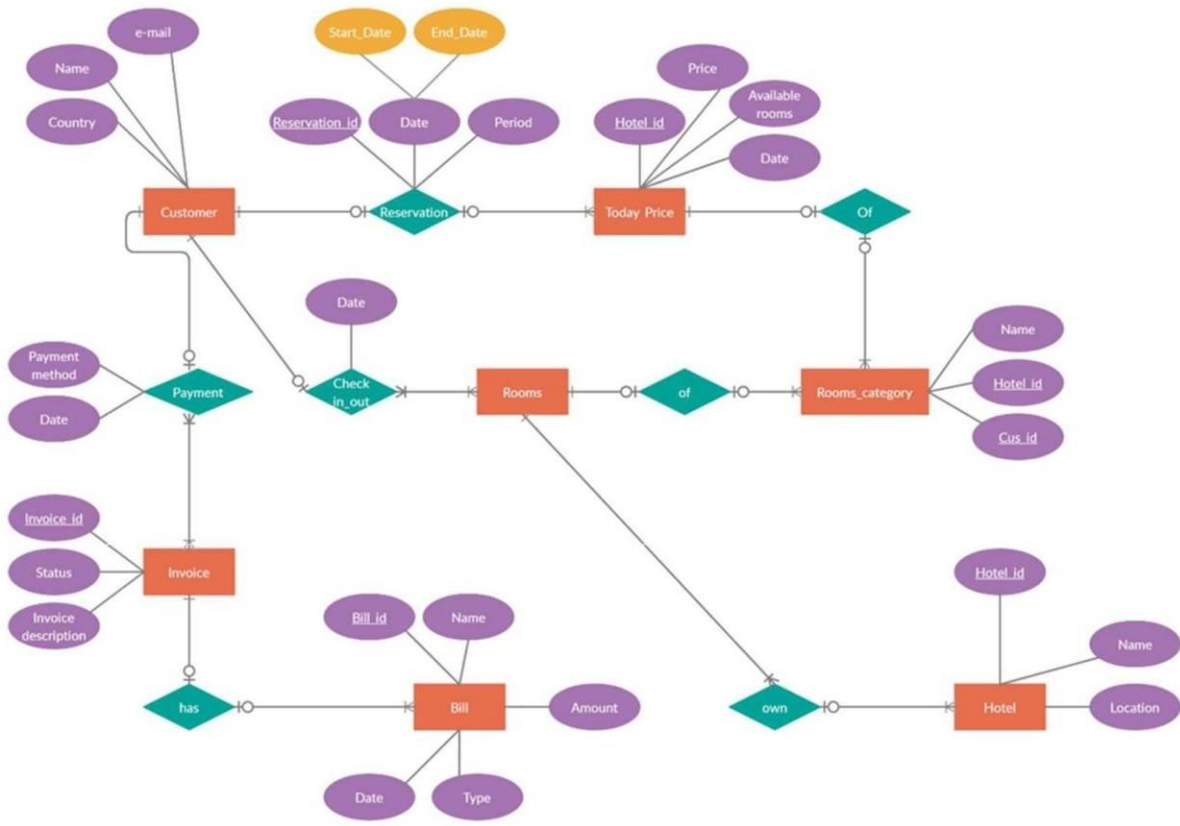 e-mail
Name
Country
Customer
Start_Date
End_Date
Reservation_id
Date
Period
Reservation
Price
Hotel_id
Available
rooms
Date
Today Price
Of
Date
Payment
method
Date
Payment
Check
in_out
Rooms
of
Rooms_category
Name
Hotel_id
Cus_id
Invoice_id
Status
Invoice
description
Invoice
Bill_id
Name
has
Bill
Amount
Date
Type
Hotel_id
Name
own
Hotel
Location